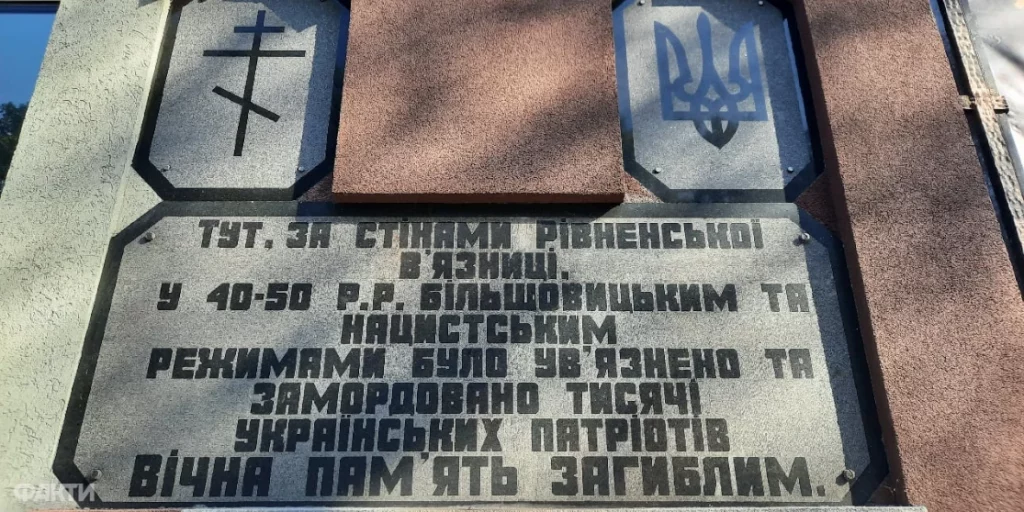 Тут, за стінами Рівненської
в'язниці.
У 40-50 р.р. більщовицьким та
нацистським
режимами було ув'язнено та
замордовано тисячі
українських патріотів
Вічна пам'ять загиблим.
ФАКТИ